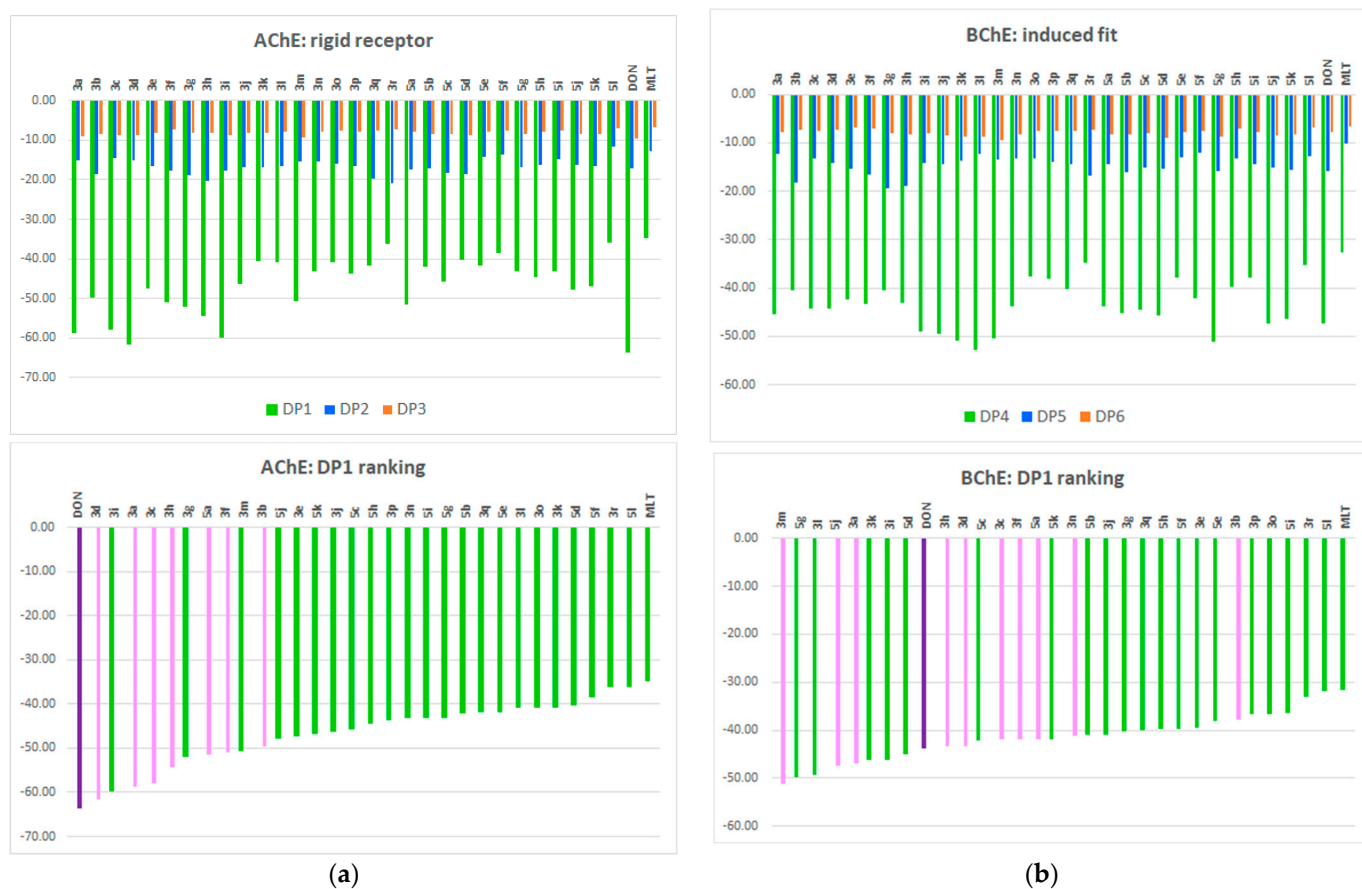 AChE: rigid receptor
3a 3b 3c 3d 3e 3f 3g 3h 3i 3j 3k 3l 3m 3n 3o 3p 3q 3r 5a 5b 5c 5d 5e 5f 5g 5h 5i 5j 5k 5l DON MLT
0.00
-10.00
-20.00
-30.00
-40.00
-50.00
-60.00
-70.00
DP1 DP2 DP3
BChE: induced fit
3a 3b 3c 3d 3e 3f 3g 3h 3i 3j 3k 3l 3m 3n 3o 3p 3q 3r 5a 5b 5c 5d 5e 5f 5g 5h 5i 5j 5k 5l DON MLT
0.00
-10.00
-20.00
-30.00
-40.00
-50.00
-60.00
DP4 DP5 DP6
AChE: DP1 ranking
DON 3d 3i 3a 3c 3h 3g 5a 3f 3m 3b 5j 3e 5k 3j 5c 5h 3p 3n 5i 5g 5b 3q 5e 3l 3o 3k 5d 5f 3r 5l MLT
0.00
-10.00
-20.00
-30.00
-40.00
-50.00
-60.00
-70.00
BChE: DP1 ranking
3m 5g 3l 5j 3a 3k 3i 5d DON 3h 3d 5c 3c 3f 5a 5k 3n 5b 3j 3g 3q 5h 5f 3e 5e 3b 3p 3o 5i 3r 5l MLT
0.00
-10.00
-20.00
-30.00
-40.00
-50.00
-60.00
(a)
(b)